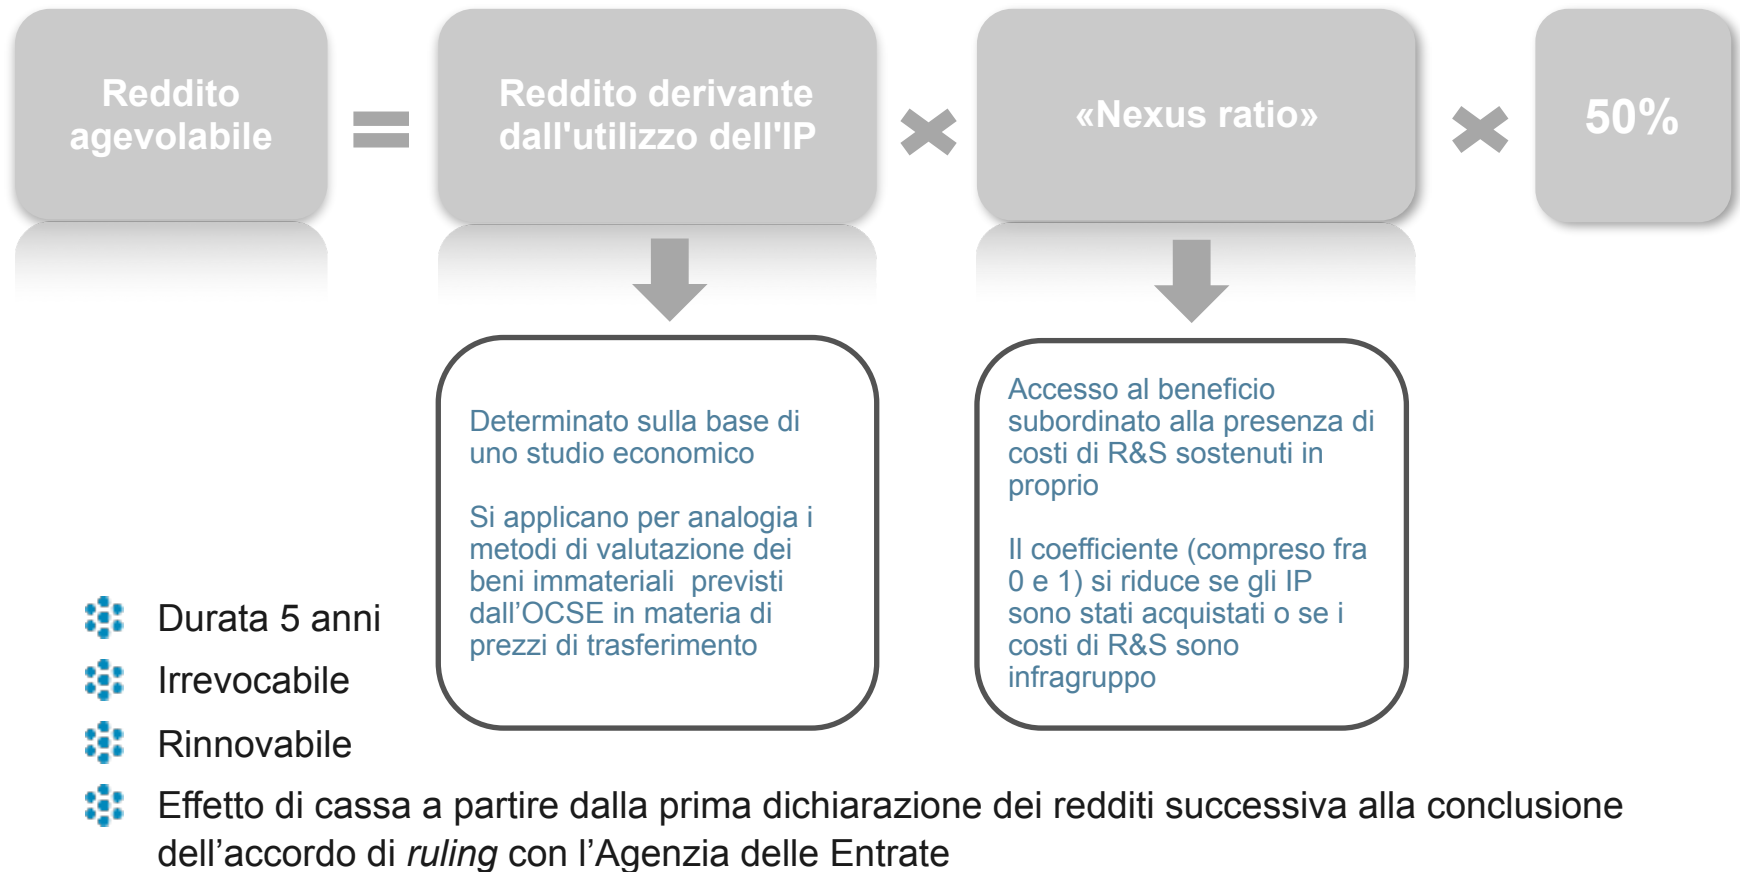 Reddito
agevolabile
=
Reddito derivante
dall'utilizzo dell'IP
×
«Nexus ratio»
×
50%
Determinato sulla base di
uno studio economico
Si applicano per analogia i
metodi di valutazione dei
beni immateriali  previsti
dall’OCSE in materia di
prezzi di trasferimento
Accesso al beneficio
subordinato alla presenza di
costi di R&S sostenuti in
proprio
Il coefficiente (compreso fra
0 e 1) si riduce se gli IP
sono stati acquistati o se i
costi di R&S sono
infragruppo
Durata 5 anni
Irrevocabile
Rinnovabile
Effetto di cassa a partire dalla prima dichiarazione dei redditi successiva alla conclusione
dell’accordo di ruling con l’Agenzia delle Entrate